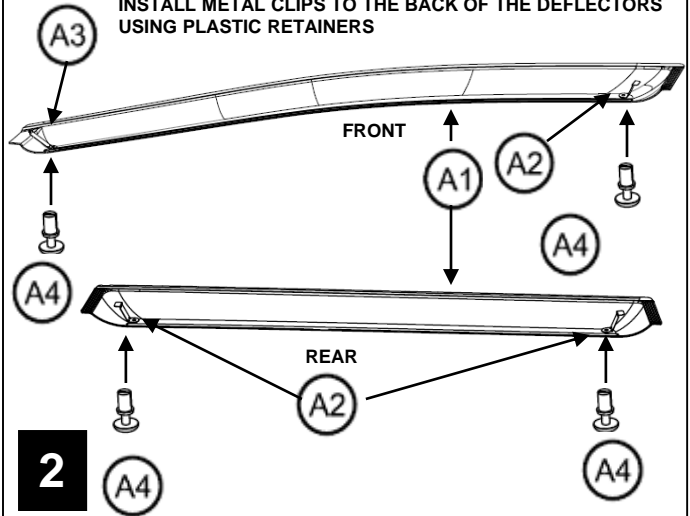 INSTALL METAL CLIPS TO THE BACK OF THE DEFLECTORS
USING PLASTIC RETAINERS
A3
FRONT
A2
A1
A4
A4
REAR
A2
2
A4
A4